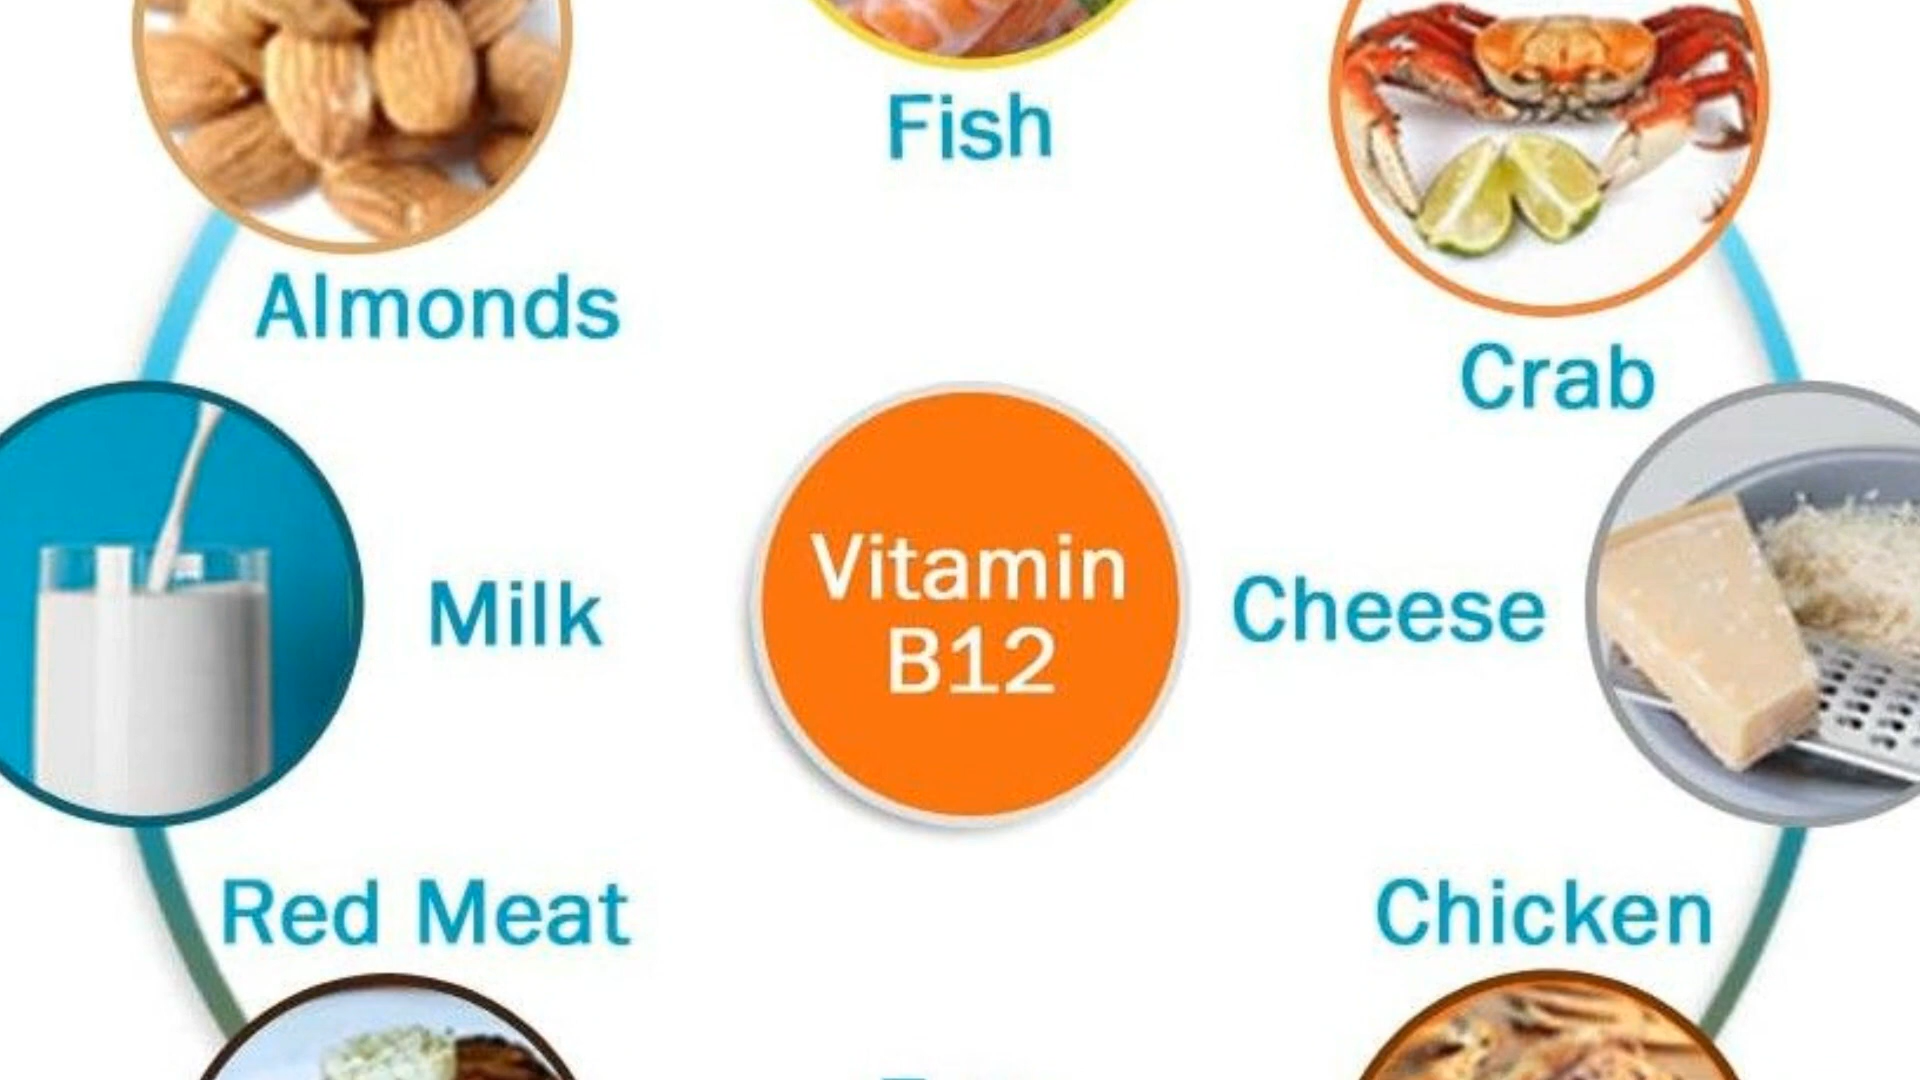 Fish
Almonds
Crab
Milk
Vitamin
B12
Cheese
Red Meat
Chicken